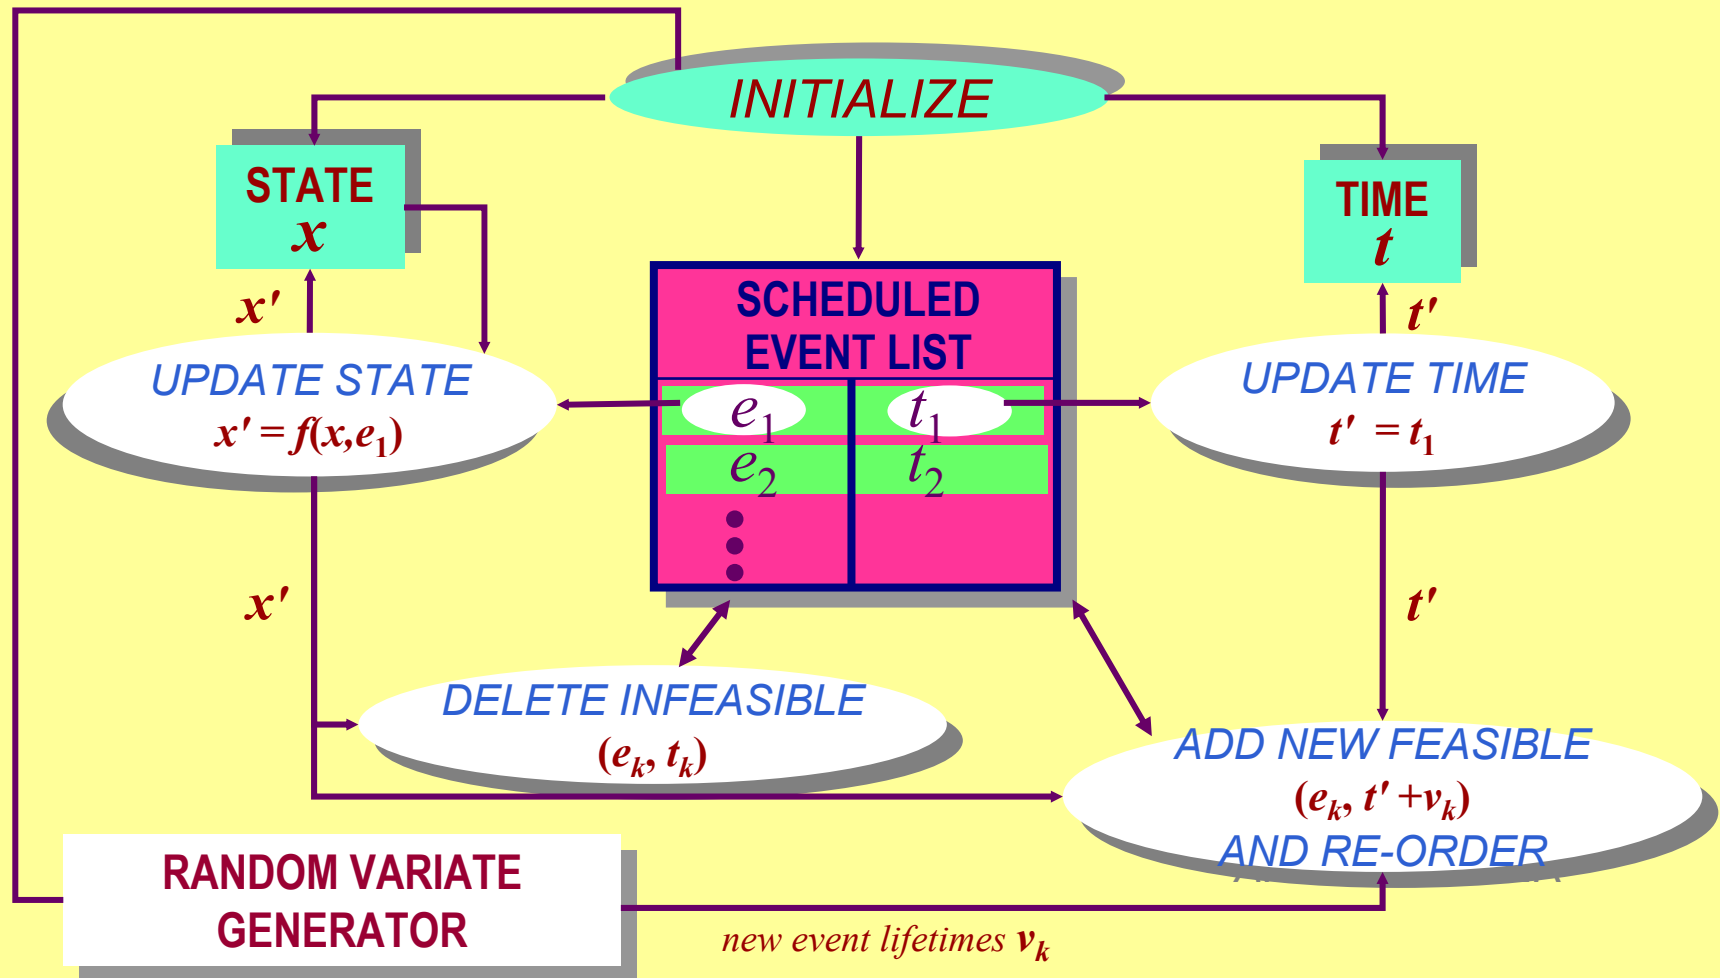 INITIALIZE
STATE
x
TIME
t
x'
t'
SCHEDULED
EVENT LIST
e₁ t₁
e₂ t₂
UPDATE STATE
x' = f(x,e₁)
UPDATE TIME
t' = t₁
x'
t'
DELETE INFEASIBLE
(eₖ, tₖ)
ADD NEW FEASIBLE
(eₖ, t' +vₖ)
AND RE-ORDER
RANDOM VARIATE
GENERATOR
new event lifetimes vₖ